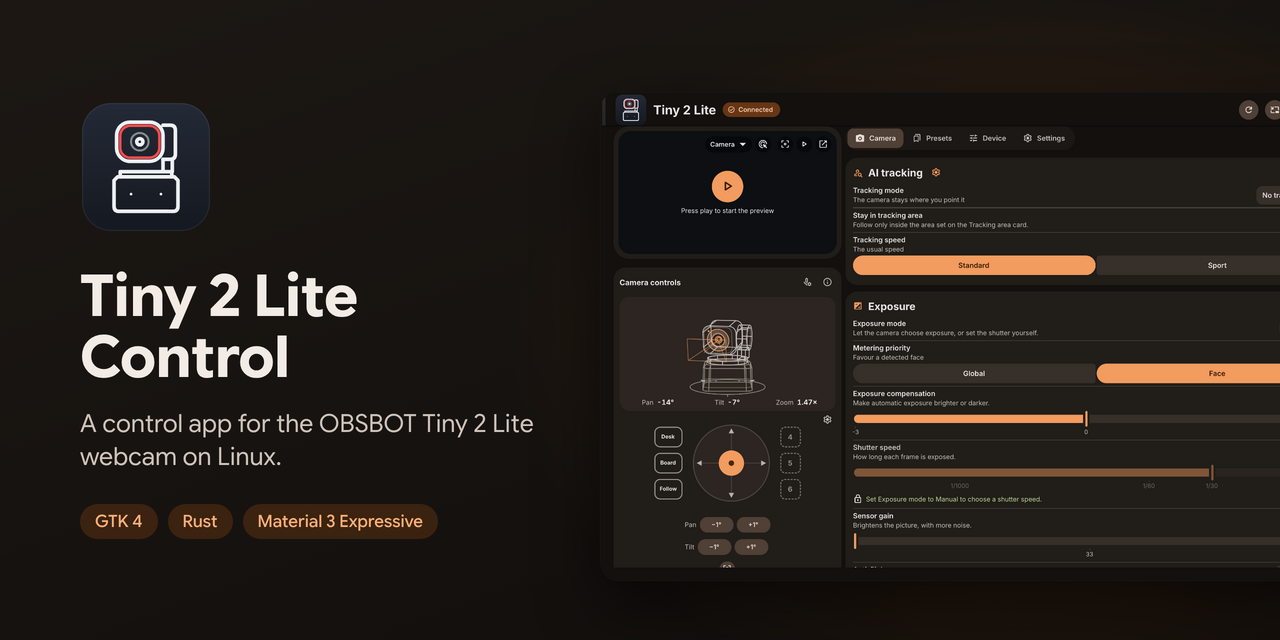 Tiny 2 Lite
Control
A control app for the OBSBOT Tiny 2 Lite
webcam on Linux.
GTK 4
Rust
Material 3 Expressive
Tiny 2 Lite
Connected
Camera
Press play to start the preview
Camera controls
Pan -14°
Tilt -7°
Zoom 1.47×
Desk
Board
Follow
4
5
6
Pan
-1°
+1°
Tilt
-1°
+1°
Camera
Presets
Device
Settings
AI tracking
Tracking mode
The camera stays where you point it
No
Stay in tracking area
Follow only inside the area set on the Tracking area card.
Tracking speed
The usual speed
Standard
Sport
Exposure
Exposure mode
Let the camera choose exposure, or set the shutter yourself.
Metering priority
Favour a detected face
Global
Face
Exposure compensation
Make automatic exposure brighter or darker.
-3
0
Shutter speed
How long each frame is exposed.
1/1000
1/60
1/30
Set Exposure mode to Manual to choose a shutter speed.
Sensor gain
Brightens the picture, with more noise.
33